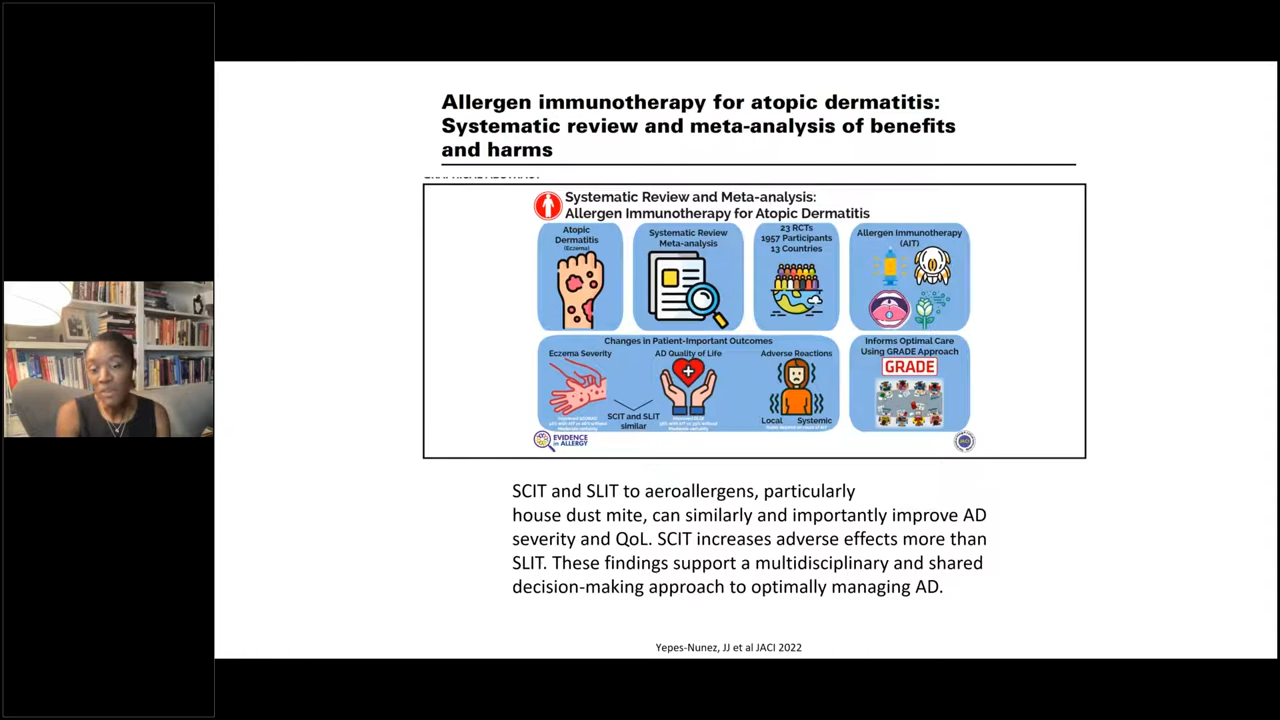 Allergen immunotherapy for atopic dermatitis:
Systematic review and meta-analysis of benefits
and harms
Systematic Review and Meta-analysis:
Allergen Immunotherapy for Atopic Dermatitis
Atopic
Dermatitis
(Eczema)
Systematic Review
Meta-analysis
23 RCTs
1957 Participants
13 Countries
Allergen Immunotherapy
(AIT)
Changes in Patient-Important Outcomes
Eczema Severity
AD Quality of Life
Adverse Reactions
SCIT and SLIT
similar
Local Systemic
Informs Optimal Care
Using GRADE Approach
GRADE
EVIDENCE
in ALLERGY
SCIT and SLIT to aeroallergens, particularly
house dust mite, can similarly and importantly improve AD
severity and QoL. SCIT increases adverse effects more than
SLIT. These findings support a multidisciplinary and shared
decision-making approach to optimally managing AD.
Yepes-Nunez, JJ et al JACI 2022